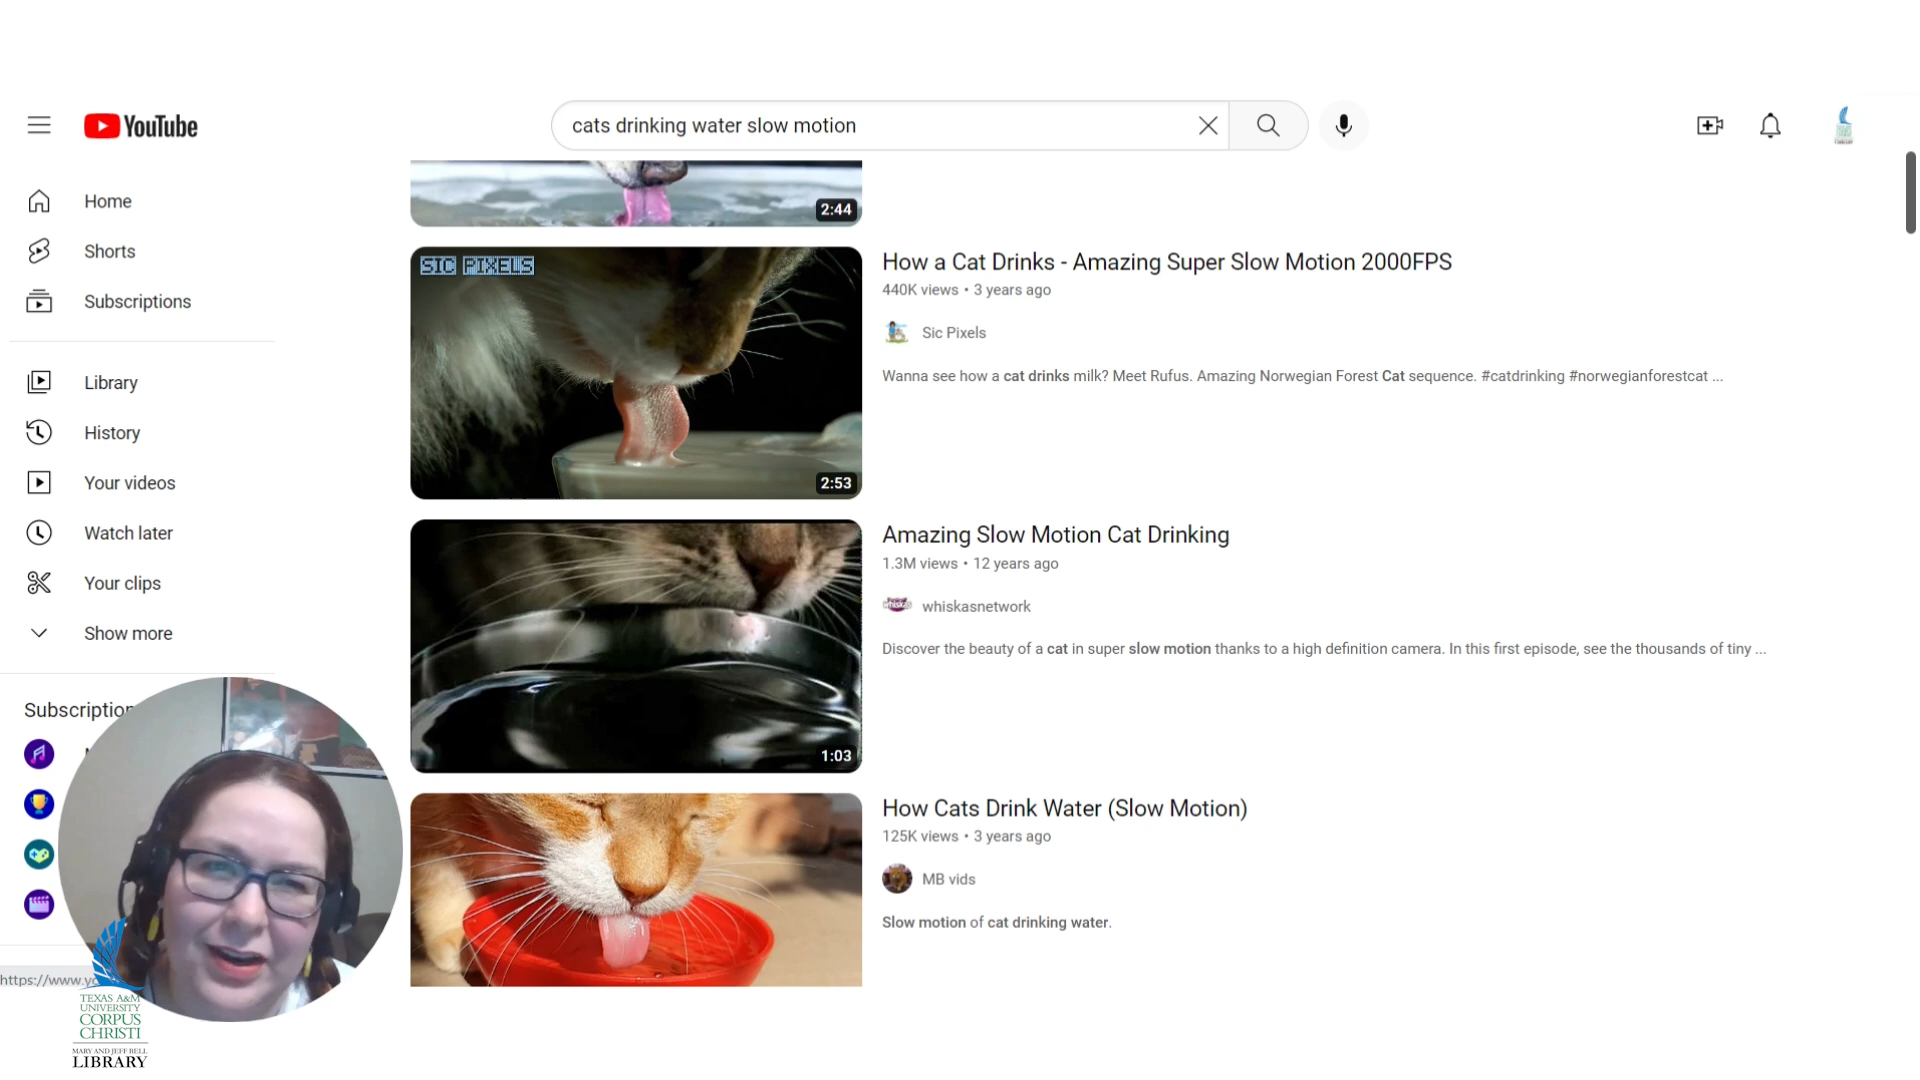 YouTube
cats drinking water slow motion
Home
Shorts
Subscriptions
Library
History
Your videos
Watch later
Your clips
Show more
2:44
SIC PIXELS
2:53
How a Cat Drinks - Amazing Super Slow Motion 2000FPS
440K views • 3 years ago
Sic Pixels
Wanna see how a cat drinks milk? Meet Rufus. Amazing Norwegian Forest Cat sequence. #catdrinking #norwegianforestcat ...
1:03
Amazing Slow Motion Cat Drinking
1.3M views • 12 years ago
whiskasnetwork
Discover the beauty of a cat in super slow motion thanks to a high definition camera. In this first episode, see the thousands of tiny ...
How Cats Drink Water (Slow Motion)
125K views • 3 years ago
MB vids
Slow motion of cat drinking water.
https://www.yo
TEXAS A&M
UNIVERSITY
CORPUS
CHRISTI
MARY AND JEFF BELL
LIBRARY